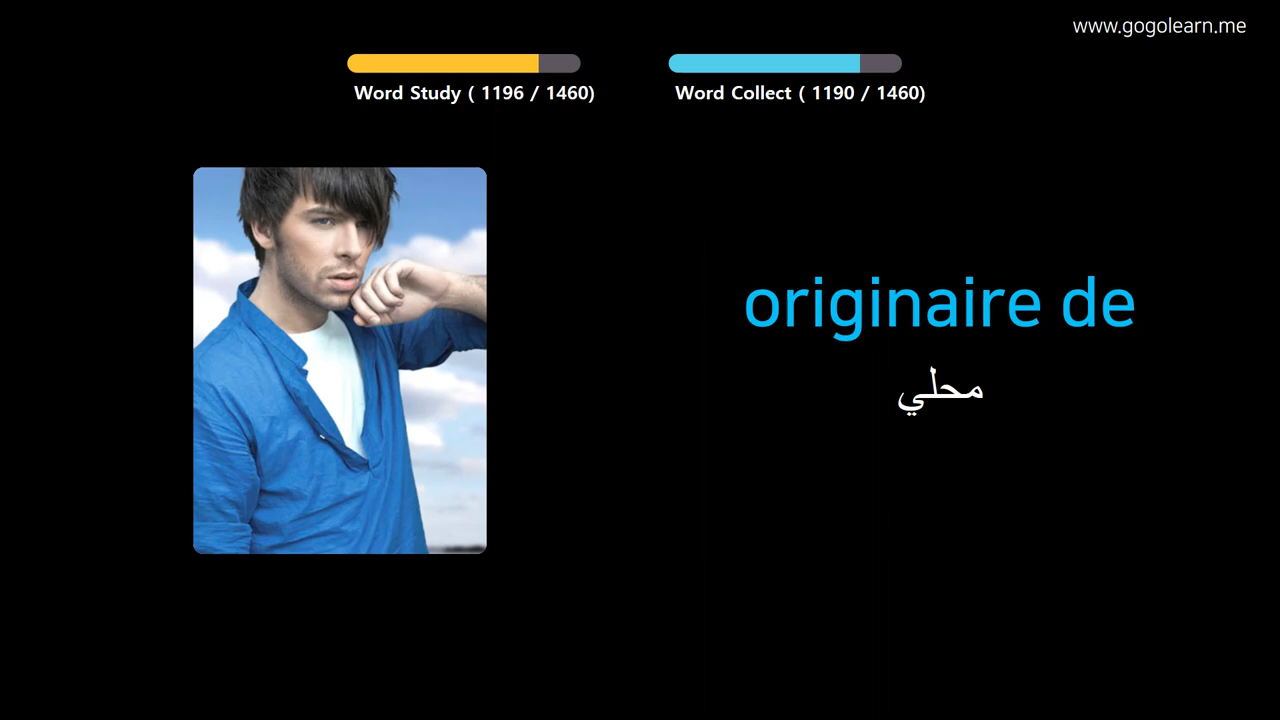 www.gogolearn.me
Word Study ( 1196 / 1460)
Word Collect ( 1190 / 1460)
originaire de
محلي